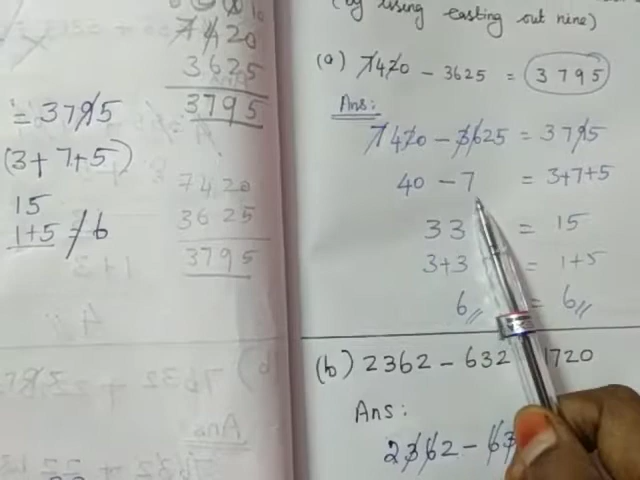 7420
3625
3795
= 3795
(3+7+5)
15
1+5 = 6
7420
3625
3795
(by using casting out nine)
(a) 7420 - 3625 = 3795
Ans:
7420 - 3625 = 3795
40 - 7 = 3+7+5
33 = 15
3+3 = 1+5
6 = 6
(b) 2362 - 632 1720
Ans:
2362 - 63